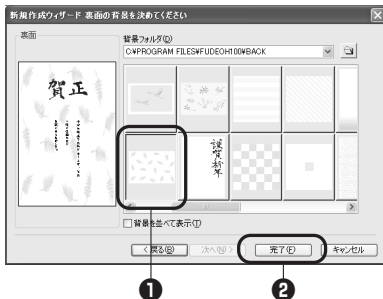 新規作成ウィザード 裏面の背景を決めてください
裏面
背景フォルダ(D)
C:¥PROGRAM FILES¥FUDEOH100¥BACK
賀正
謹賀新年
背景を並べて表示(T)
< 戻る(B)
次へ(N) >
完了(F)
キャンセル
❶
❷